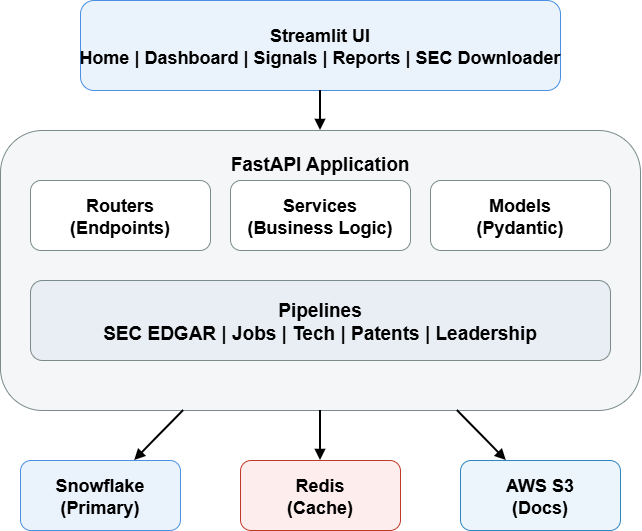 Streamlit UI
Home | Dashboard | Signals | Reports | SEC Downloader
FastAPI Application
Routers
(Endpoints)
Services
(Business Logic)
Models
(Pydantic)
Pipelines
SEC EDGAR | Jobs | Tech | Patents | Leadership
Snowflake
(Primary)
Redis
(Cache)
AWS S3
(Docs)